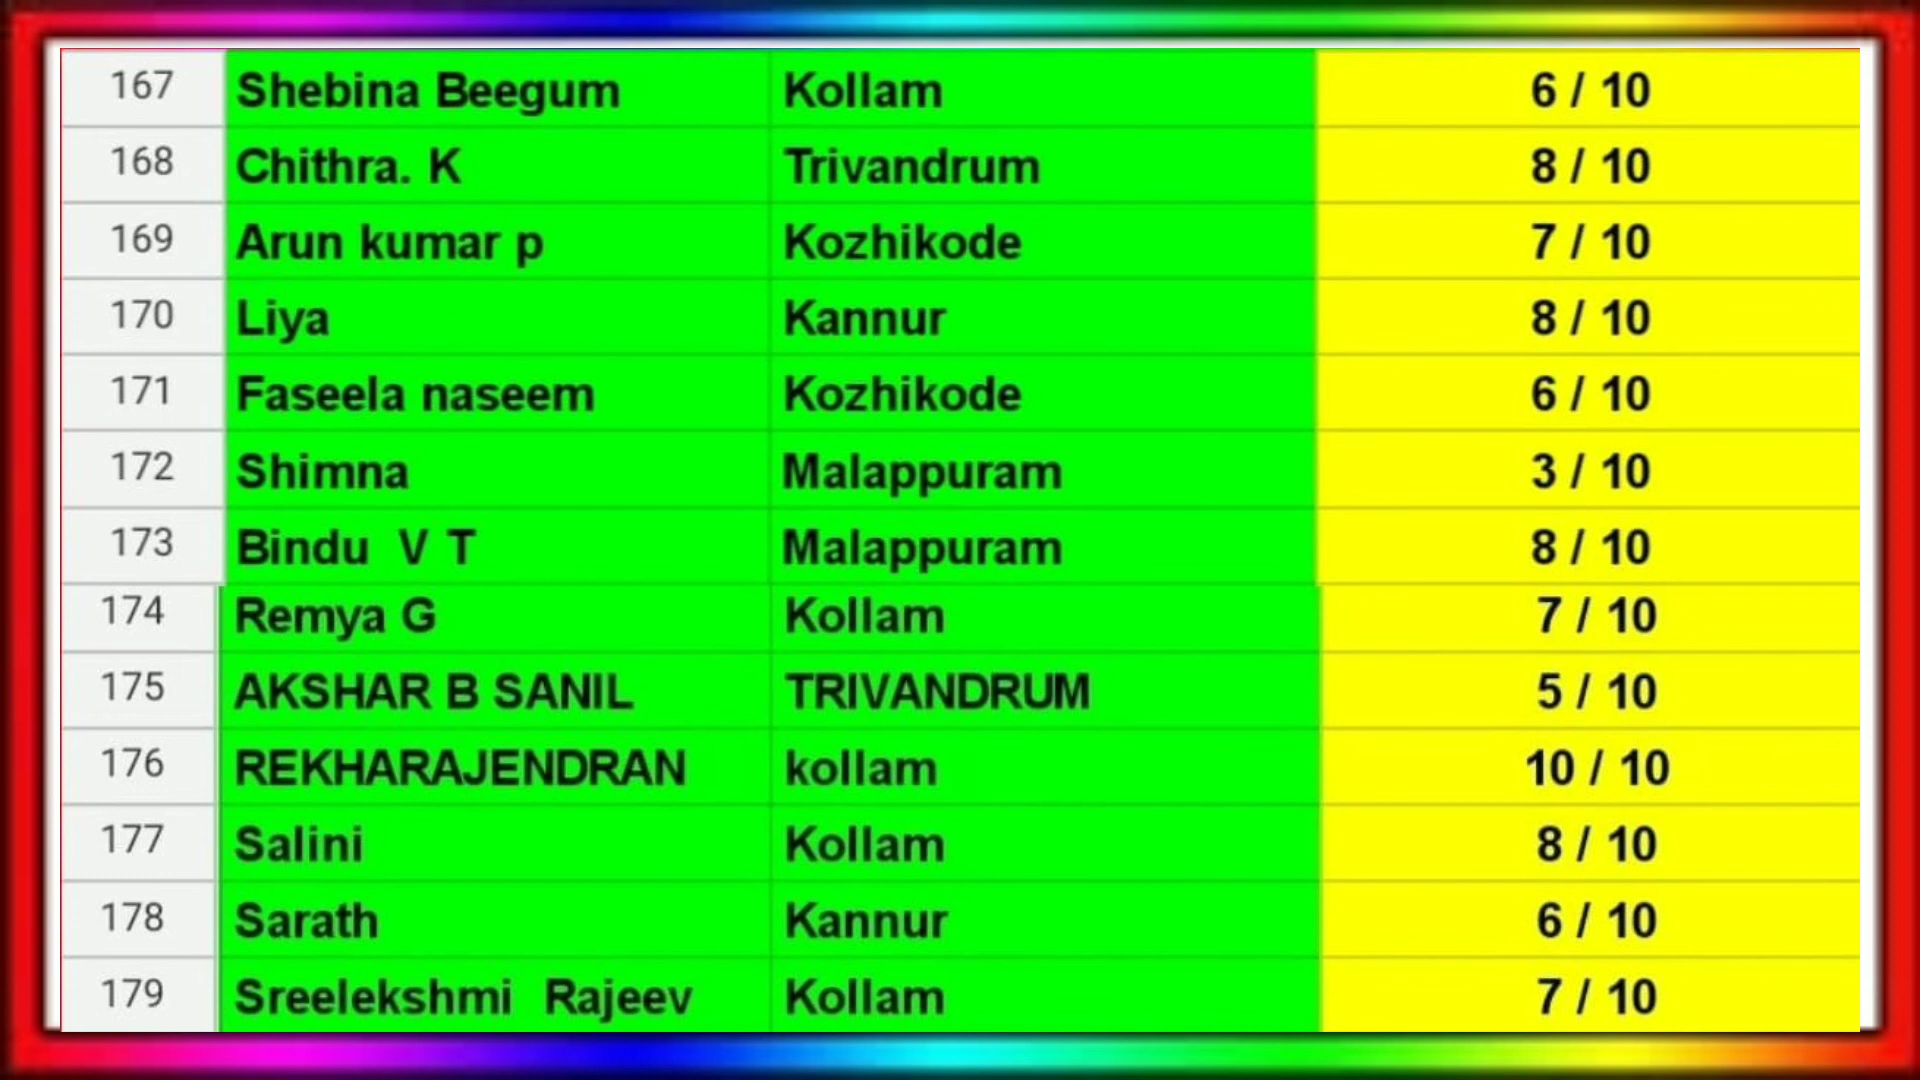 167 Shebina Beegum Kollam 6 / 10
168 Chithra. K Trivandrum 8 / 10
169 Arun kumar p Kozhikode 7 / 10
170 Liya Kannur 8 / 10
171 Faseela naseem Kozhikode 6 / 10
172 Shimna Malappuram 3 / 10
173 Bindu  V T Malappuram 8 / 10
174 Remya G Kollam 7 / 10
175 AKSHAR B SANIL TRIVANDRUM 5 / 10
176 REKHARAJENDRAN kollam 10 / 10
177 Salini Kollam 8 / 10
178 Sarath Kannur 6 / 10
179 Sreelekshmi  Rajeev Kollam 7 / 10